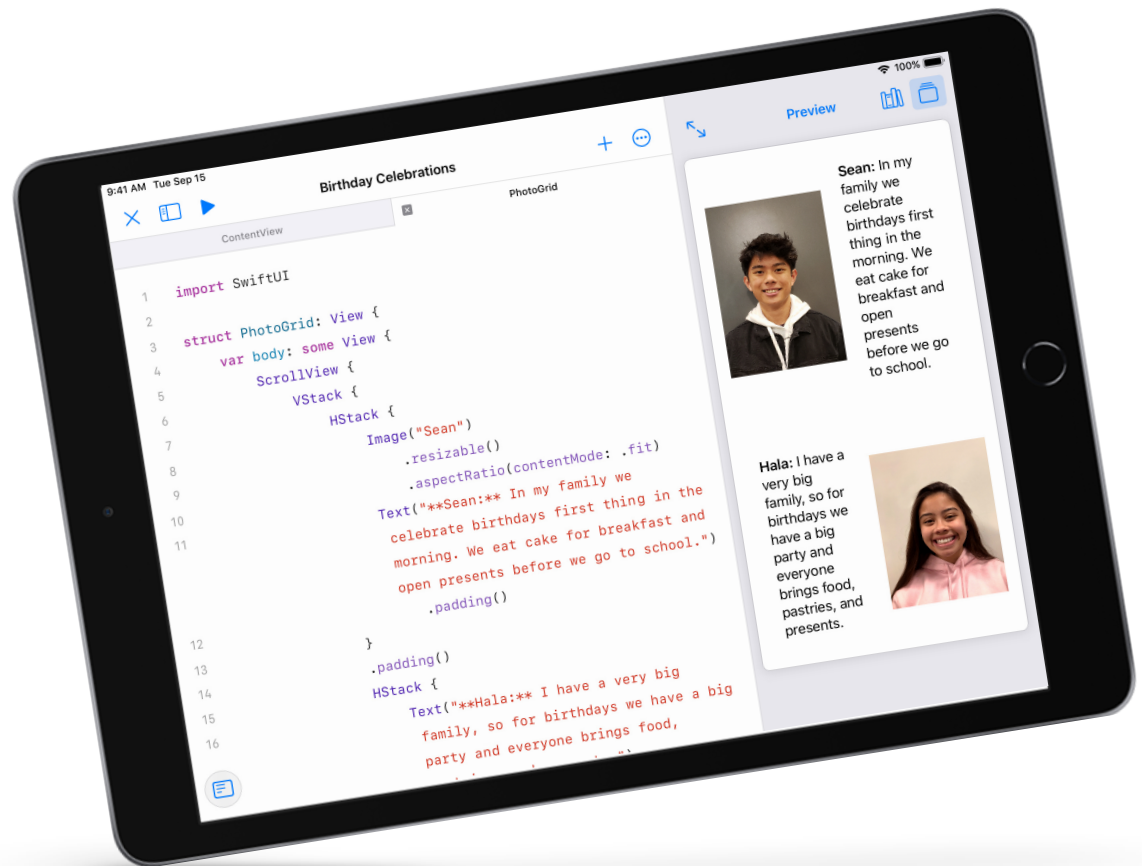 9:41 AM Tue Sep 15
100%
Birthday Celebrations
Preview
ContentView
PhotoGrid
1 import SwiftUI
2
3 struct PhotoGrid: View {
4 var body: some View {
5 ScrollView {
6 VStack {
7 HStack {
8 Image("Sean")
9 .resizable()
10 .aspectRatio(contentMode: .fit)
11 Text("**Sean:** In my family we
celebrate birthdays first thing in the
morning. We eat cake for breakfast and
open presents before we go to school.")
12 .padding()
13 }
14 .padding()
15 HStack {
16 Text("**Hala:** I have a very big
family, so for birthdays we have a big
party and everyone brings food,
Sean: In my
family we
celebrate
birthdays first
thing in the
morning. We
eat cake for
breakfast and
open
presents
before we go
to school.
Hala: I have a
very big
family, so for
birthdays we
have a big
party and
everyone
brings food,
pastries, and
presents.